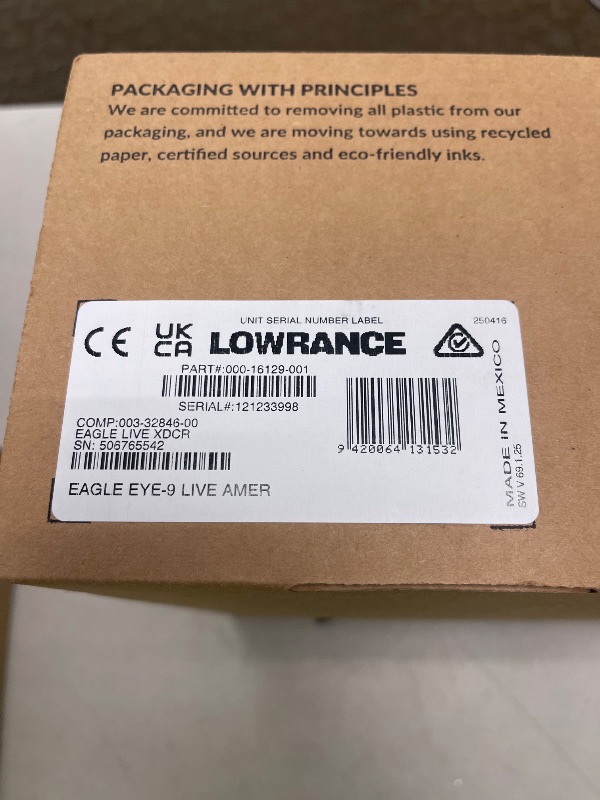 PACKAGING WITH PRINCIPLES
We are committed to removing all plastic from our
packaging, and we are moving towards using recycled
paper, certified sources and eco-friendly inks.
UNIT SERIAL NUMBER LABEL
250416
CE UK CA LOWRANCE
PART#:000-16129-001
SERIAL#:121233998
COMP:003-32846-00
EAGLE LIVE XDCR
SN: 506765542
9 420064 131532
EAGLE EYE-9 LIVE AMER
MADE IN MEXICO
SW V 69.1.25